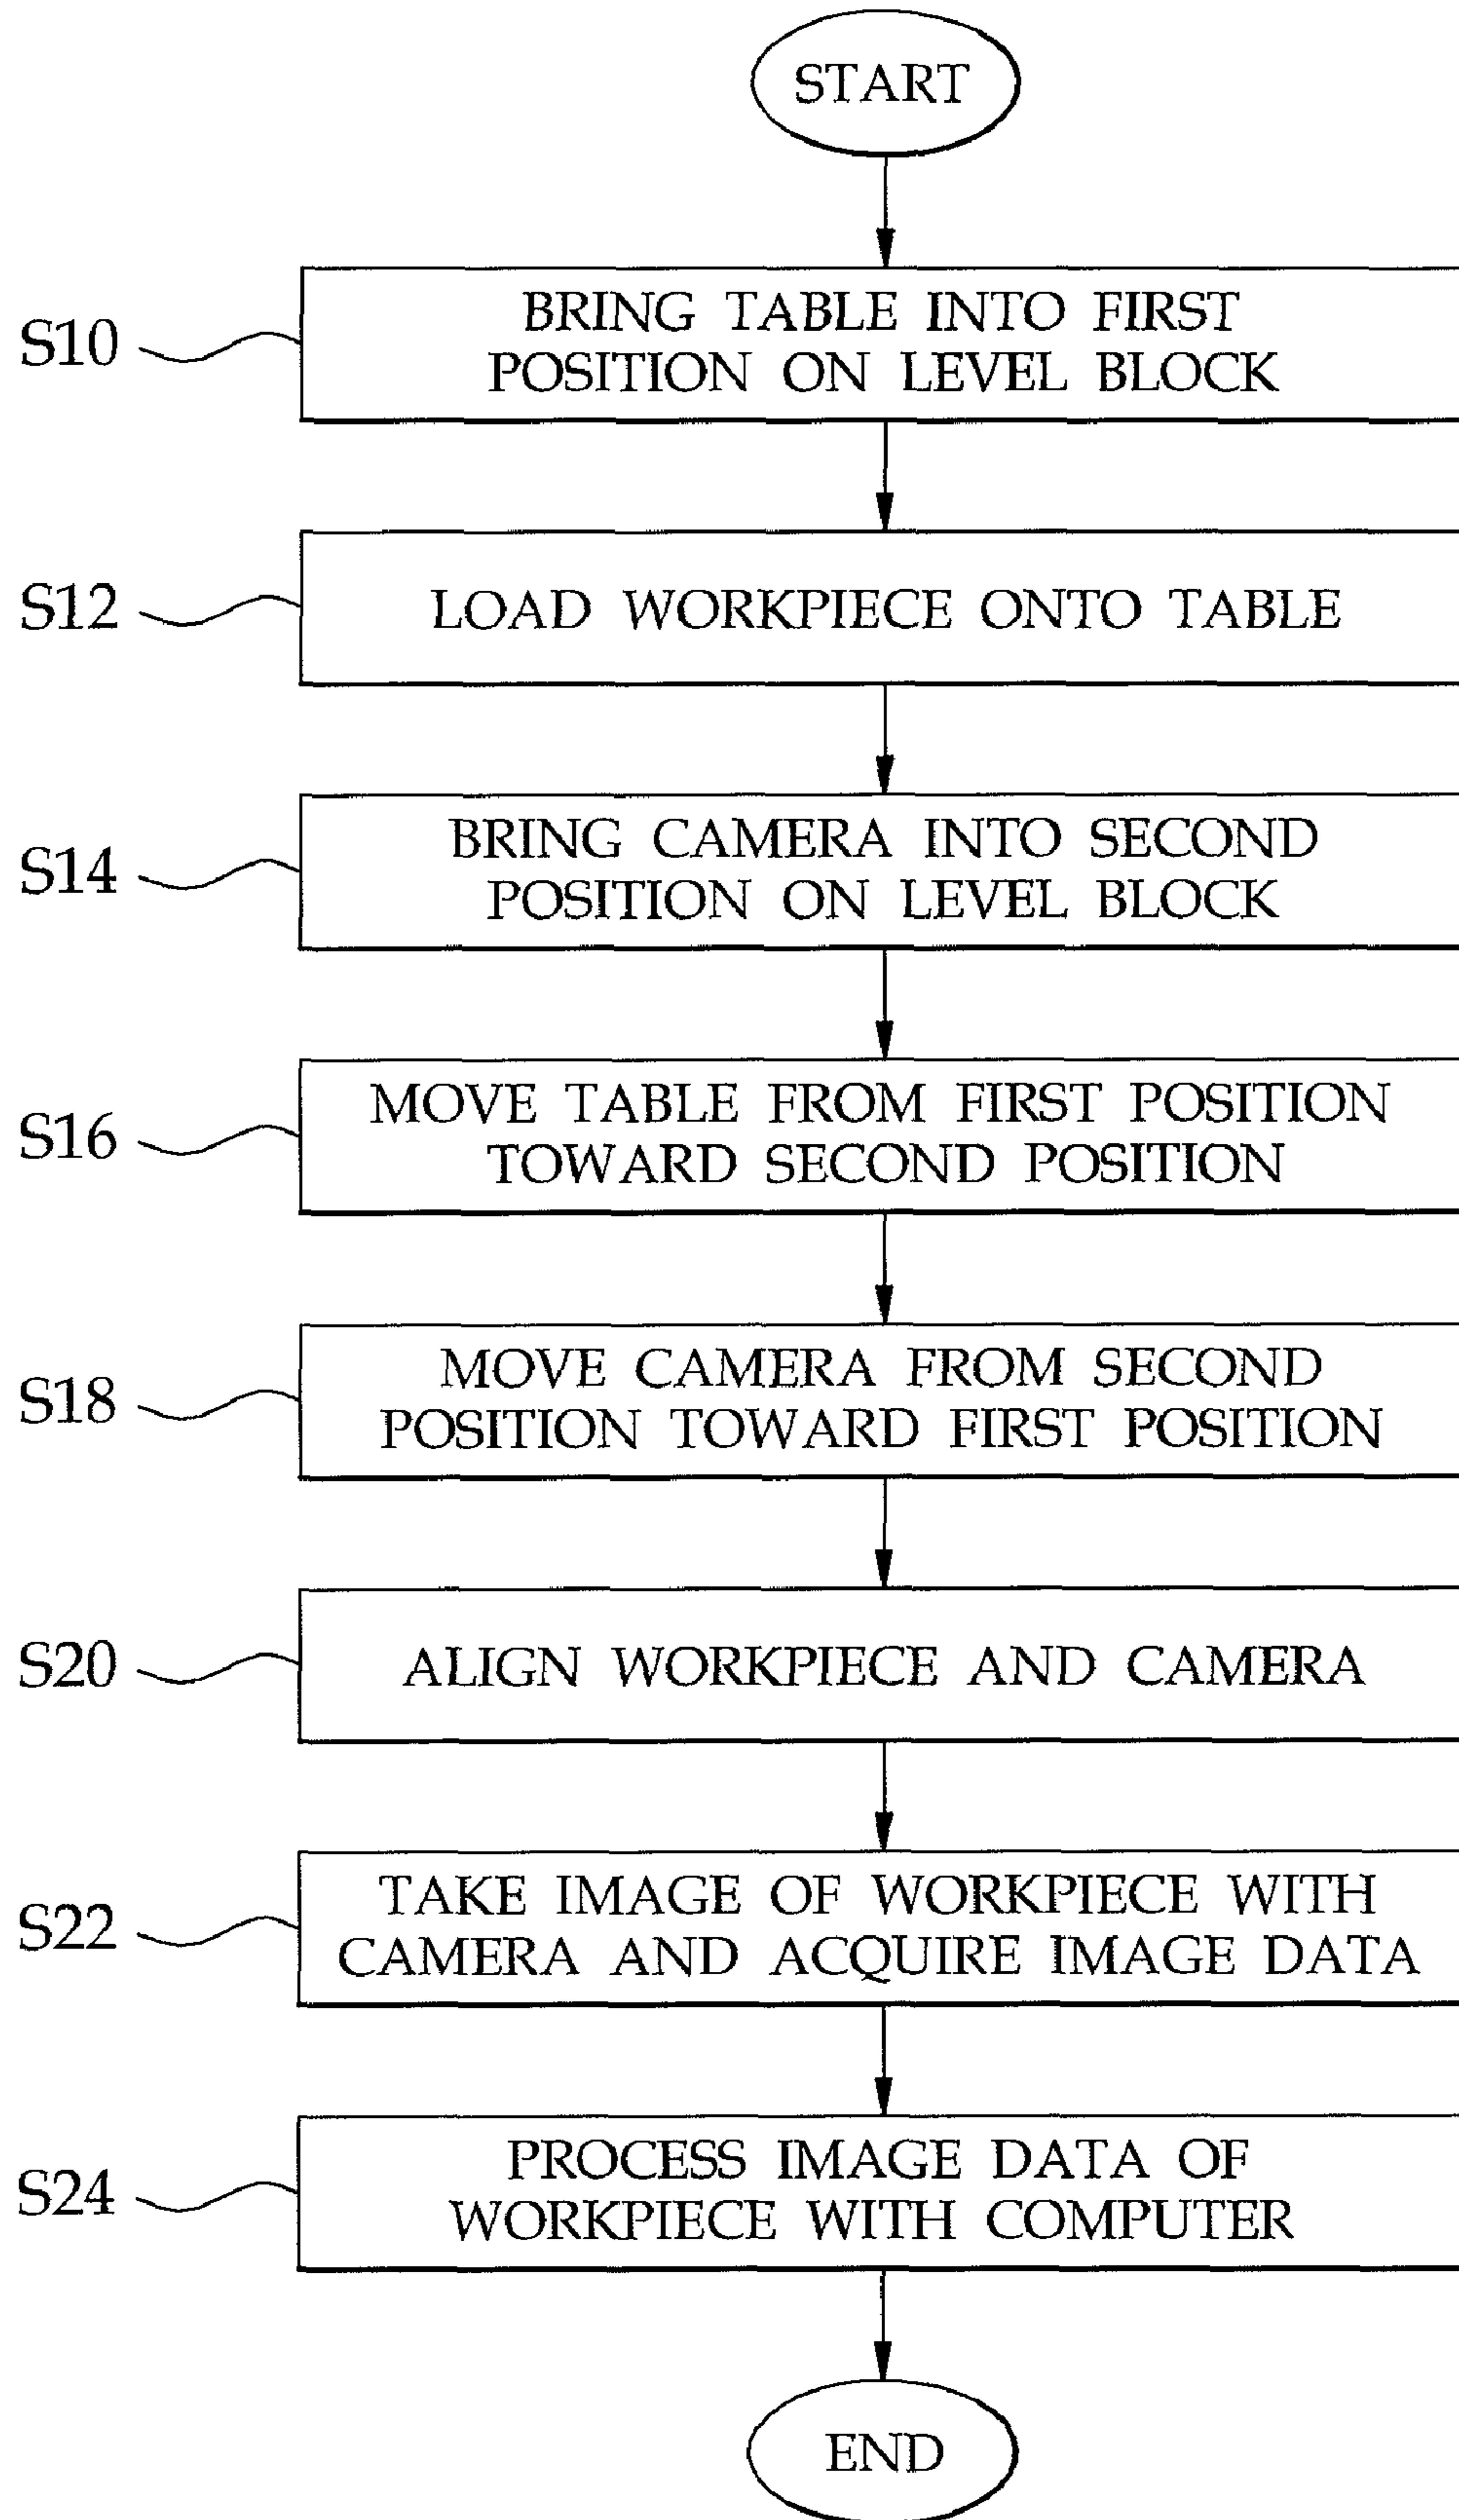 START
S10
BRING TABLE INTO FIRST
POSITION ON LEVEL BLOCK
S12
LOAD WORKPIECE ONTO TABLE
S14
BRING CAMERA INTO SECOND
POSITION ON LEVEL BLOCK
S16
MOVE TABLE FROM FIRST POSITION
TOWARD SECOND POSITION
S18
MOVE CAMERA FROM SECOND
POSITION TOWARD FIRST POSITION
S20
ALIGN WORKPIECE AND CAMERA
S22
TAKE IMAGE OF WORKPIECE WITH
CAMERA AND ACQUIRE IMAGE DATA
S24
PROCESS IMAGE DATA OF
WORKPIECE WITH COMPUTER
END